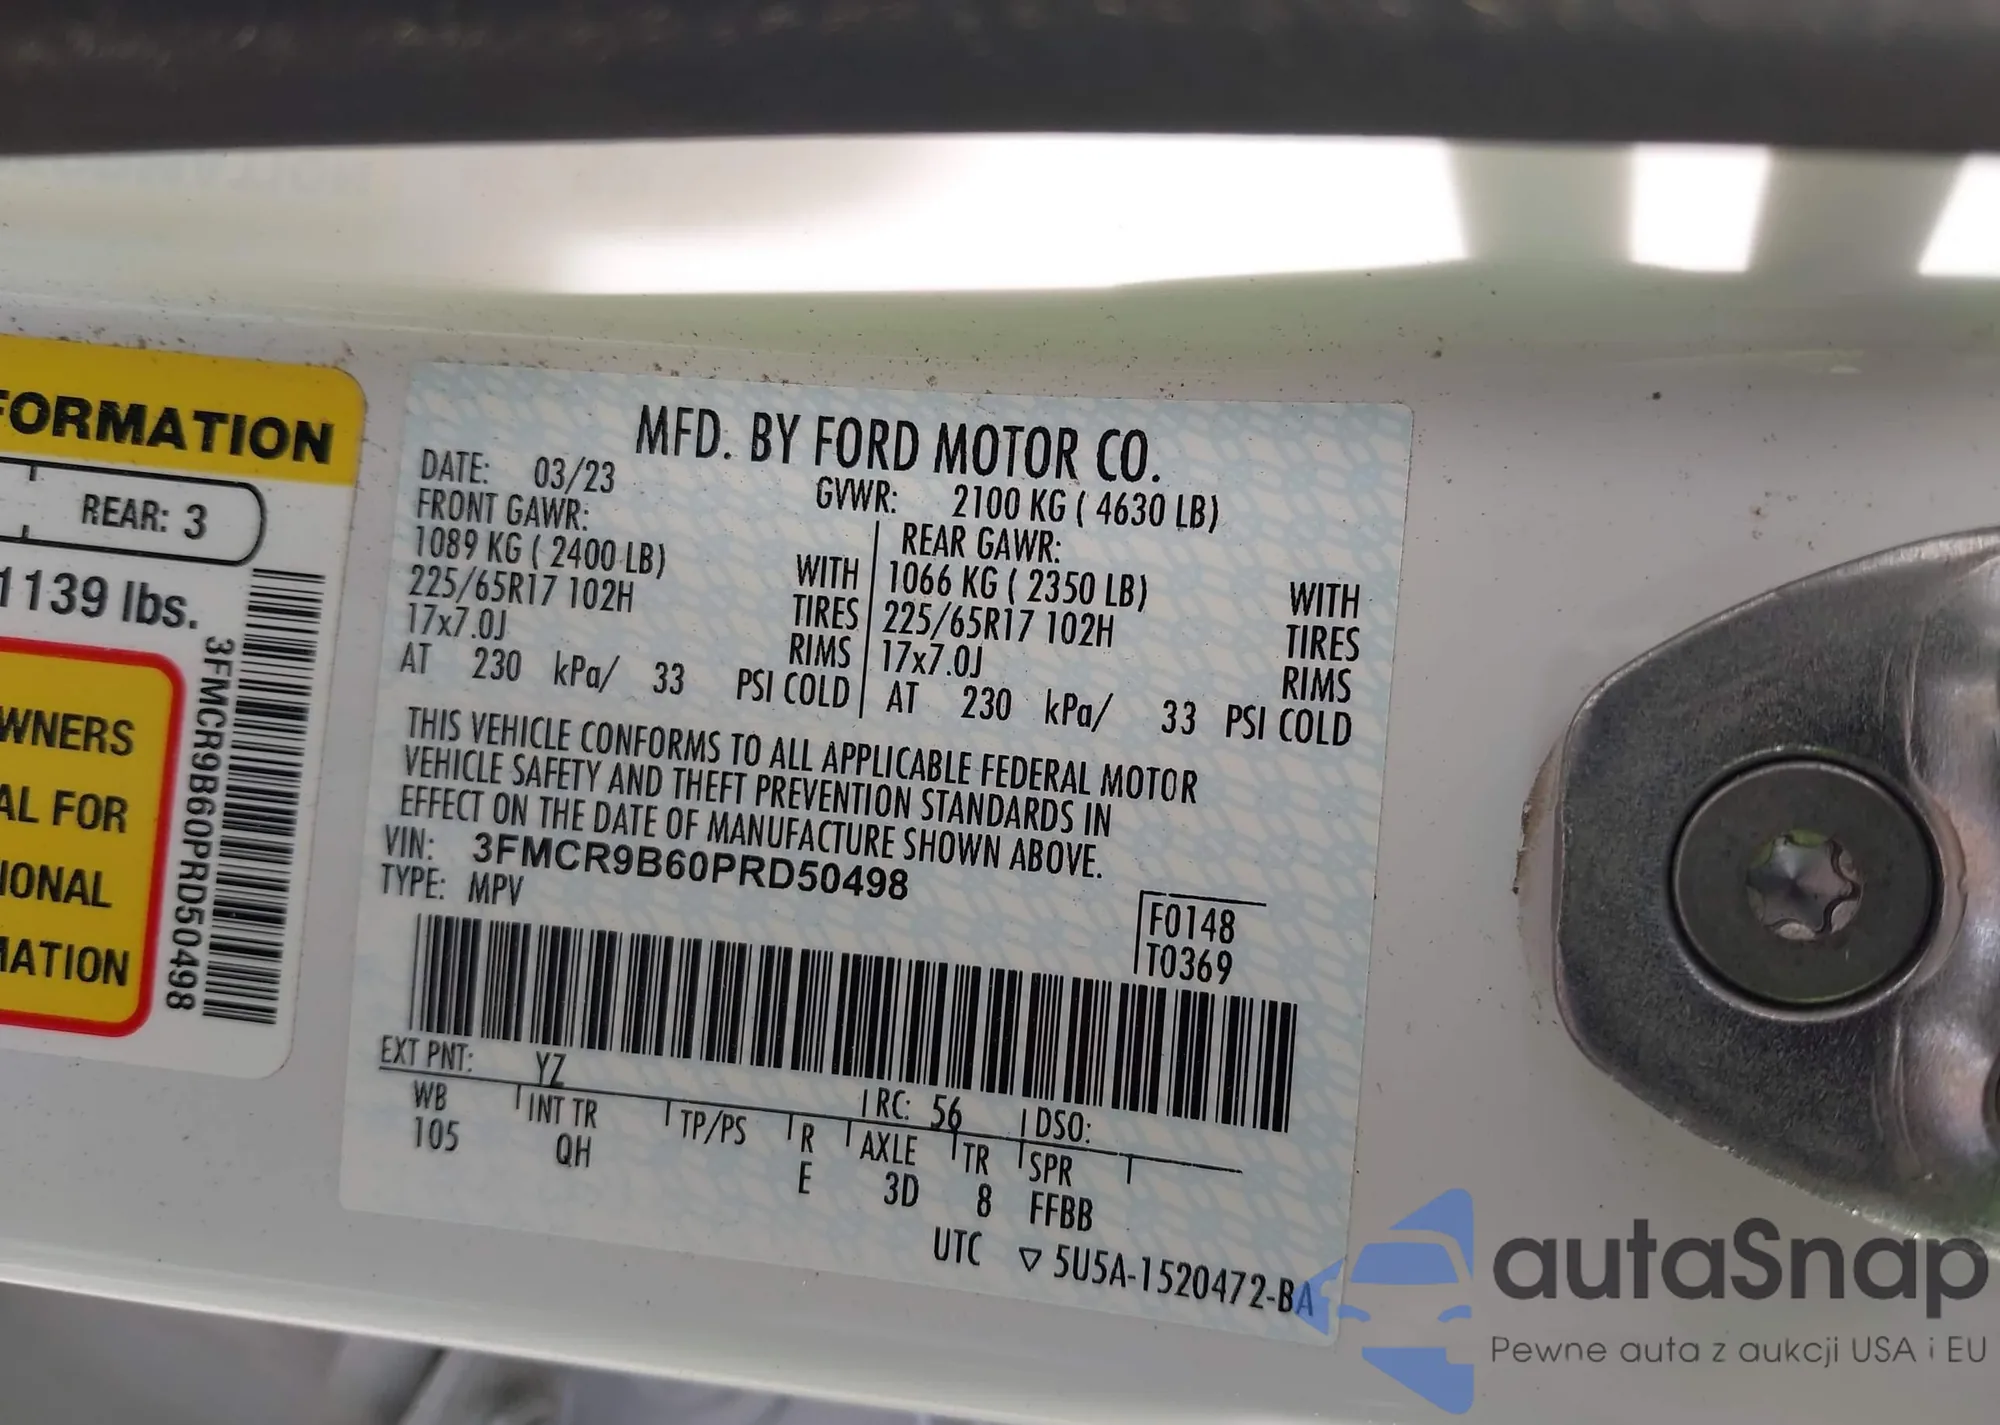 FORMATION
REAR: 3
1139 lbs.
WNERS
AL FOR
IONAL
MATION
3FMCR9B60PRD50498
MFD. BY FORD MOTOR CO.
DATE: 03/23
GVWR: 2100 KG ( 4630 LB)
FRONT GAWR:
1089 KG ( 2400 LB) WITH
225/65R17 102H TIRES
17x7.0J RIMS
AT 230 kPa/ 33 PSI COLD
REAR GAWR:
1066 KG ( 2350 LB) WITH
225/65R17 102H TIRES
17x7.0J RIMS
AT 230 kPa/ 33 PSI COLD
THIS VEHICLE CONFORMS TO ALL APPLICABLE FEDERAL MOTOR
VEHICLE SAFETY AND THEFT PREVENTION STANDARDS IN
EFFECT ON THE DATE OF MANUFACTURE SHOWN ABOVE.
VIN: 3FMCR9B60PRD50498
TYPE: MPV
F0148
T0369
EXT PNT: YZ RC: 56 DSO:
WB INT TR TP/PS R AXLE TR SPR
105 QH E 3D 8 FFBB
UTC ▽ 5U5A-1520472-BA
autaSnap
Pewne auta z aukcji USA i EU